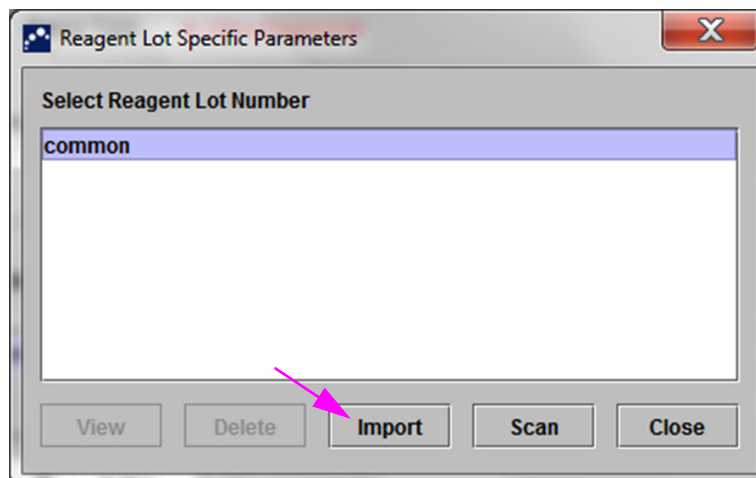 Reagent Lot Specific Parameters
Select Reagent Lot Number
common
View Delete Import Scan Close